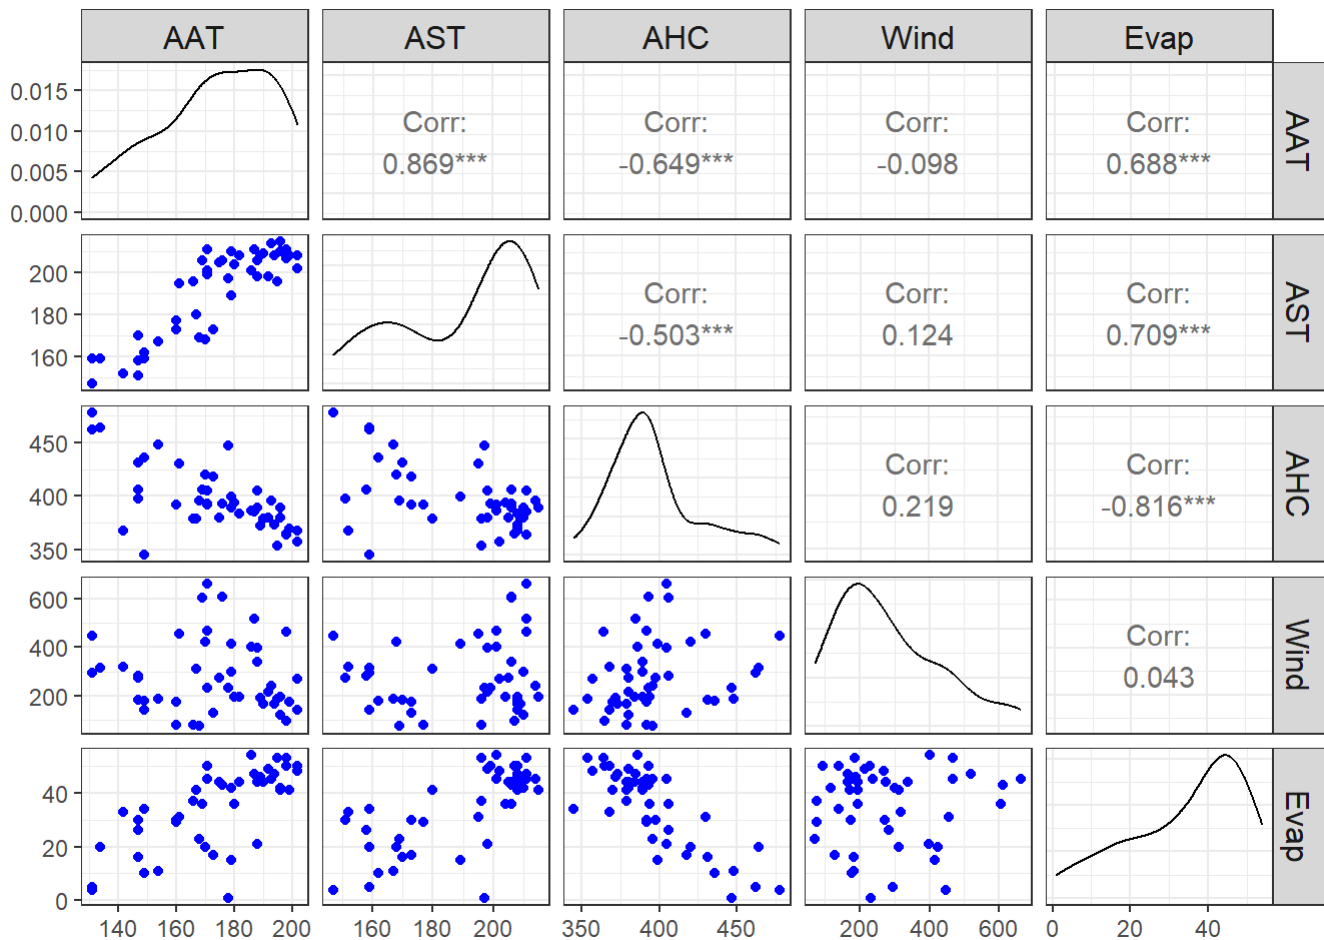 AAT AST AHC Wind Evap
0.015
0.010
0.005
0.000
Corr:
0.869***
Corr:
-0.649***
Corr:
-0.098
Corr:
0.688***
AAT
200
180
160
Corr:
-0.503***
Corr:
0.124
Corr:
0.709***
AST
450
400
350
Corr:
0.219
Corr:
-0.816***
AHC
600
400
200
Corr:
0.043
Wind
40
20
0
Evap
140 160 180 200 160 180 200 350 400 450 200 400 600 0 20 40